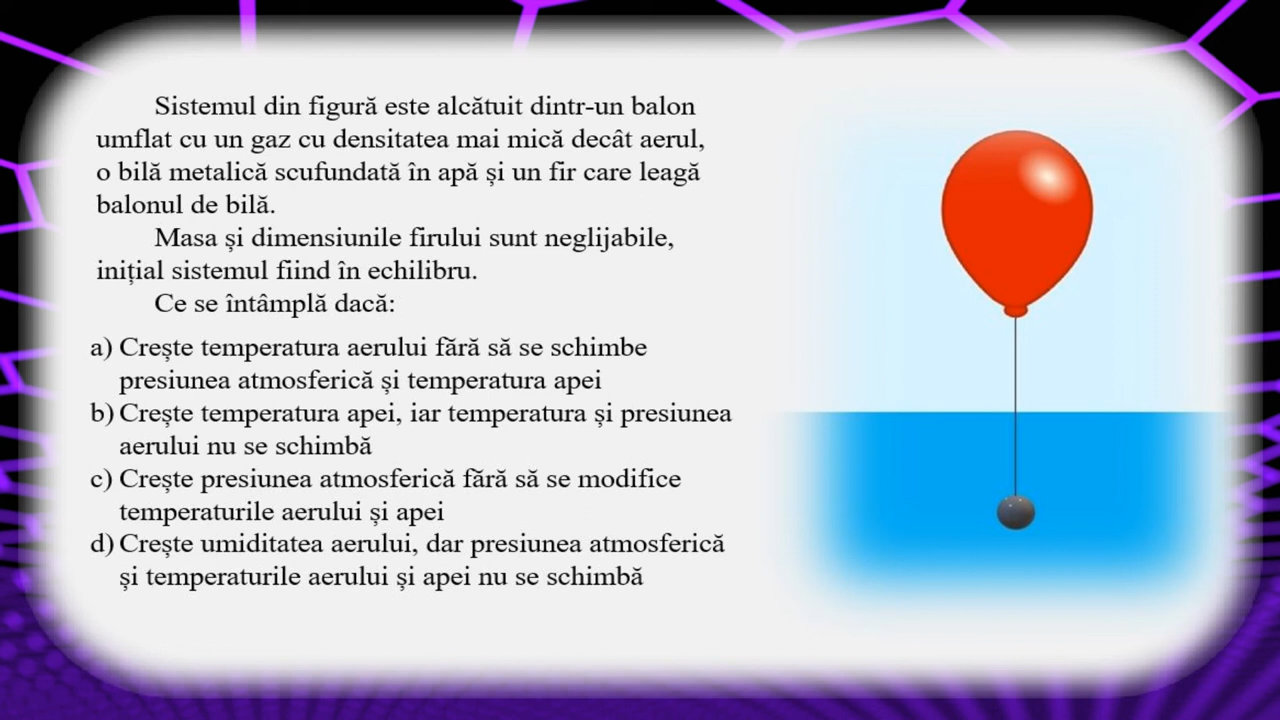 Sistemul din figură este alcătuit dintr-un balon
umflat cu un gaz cu densitatea mai mică decât aerul,
o bilă metalică scufundată în apă și un fir care leagă
balonul de bilă.
Masa și dimensiunile firului sunt neglijabile,
inițial sistemul fiind în echilibru.
Ce se întâmplă dacă:
a) Crește temperatura aerului fără să se schimbe
presiunea atmosferică și temperatura apei
b) Crește temperatura apei, iar temperatura și presiunea
aerului nu se schimbă
c) Crește presiunea atmosferică fără să se modifice
temperaturile aerului și apei
d) Crește umiditatea aerului, dar presiunea atmosferică
și temperaturile aerului și apei nu se schimbă